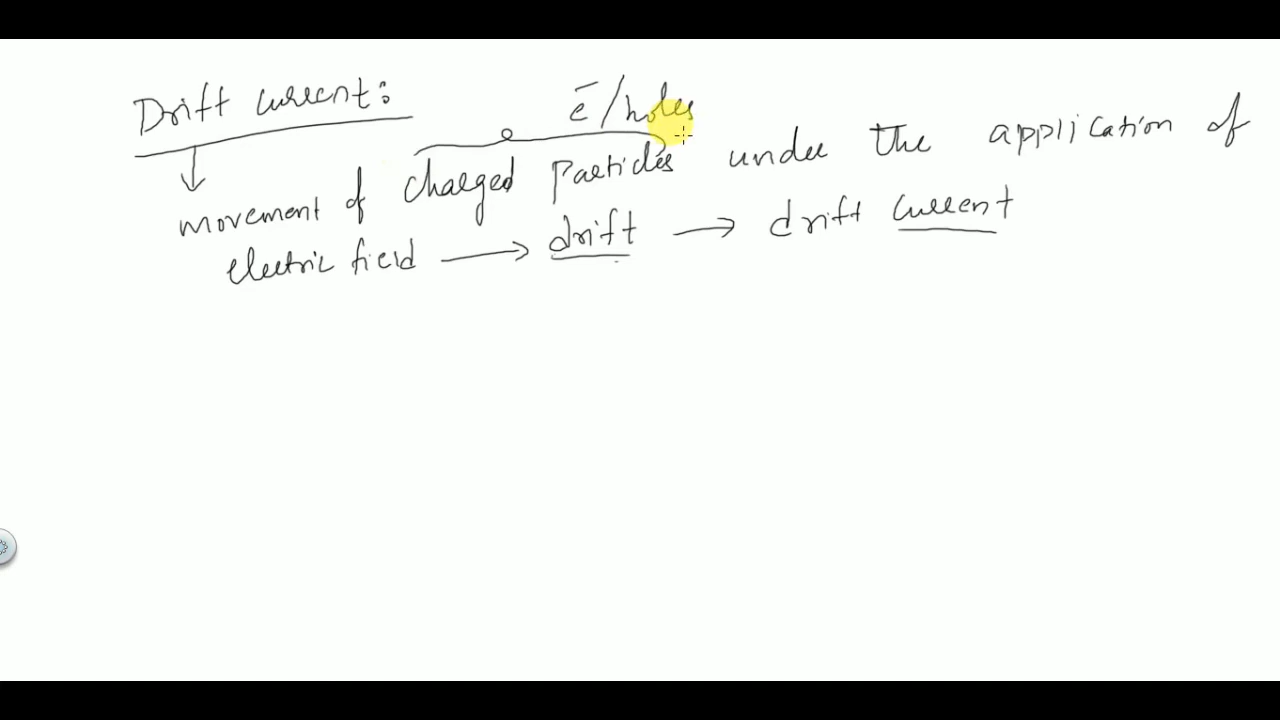 Drift current:
ē/holes
movement of charged particles under the application of
electric field → drift → drift current